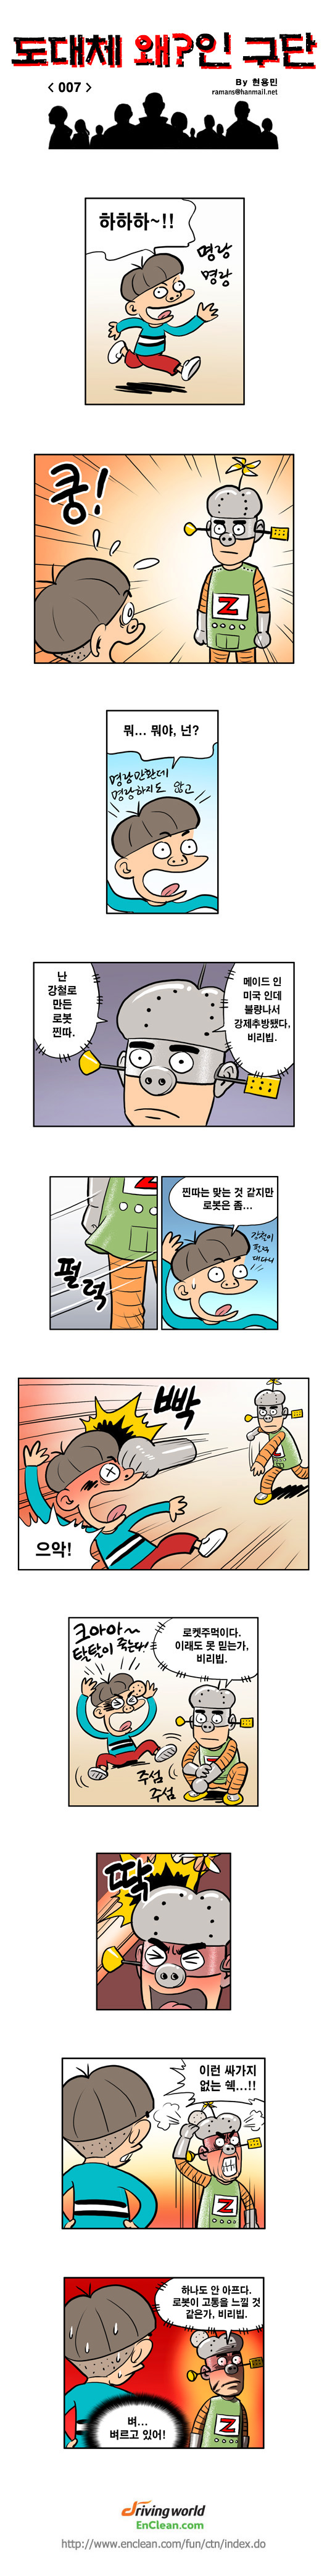 도대체 왜?인 구단
< 007 >
By 현용민
ramans@hanmail.net
하하하~!!
명랑
명랑
쿵!
뭐... 뭐야, 넌?
명랑만화인데
명랑하지도 않고
난
강철로
만든
로봇
찐따.
메이드 인
미국 인데
불량나서
강제추방됐다,
비리빕.
펄럭
찐따는 맞는 것 같지만
로봇은 좀...
Z
빡
으악!
크아아~
탈탈이 죽는다!
로켓주먹이다.
이래도 못 믿는가,
비리빕.
주섬
주섬
딱
이런 싸가지
없는 쉑...!!
Z
하나도 안 아프다.
로봇이 고통을 느낄 것
같은가, 비리빕.
Z
벼...
벼르고 있어!
driving world
EnClean.com
http://www.enclean.com/fun/ctn/index.do